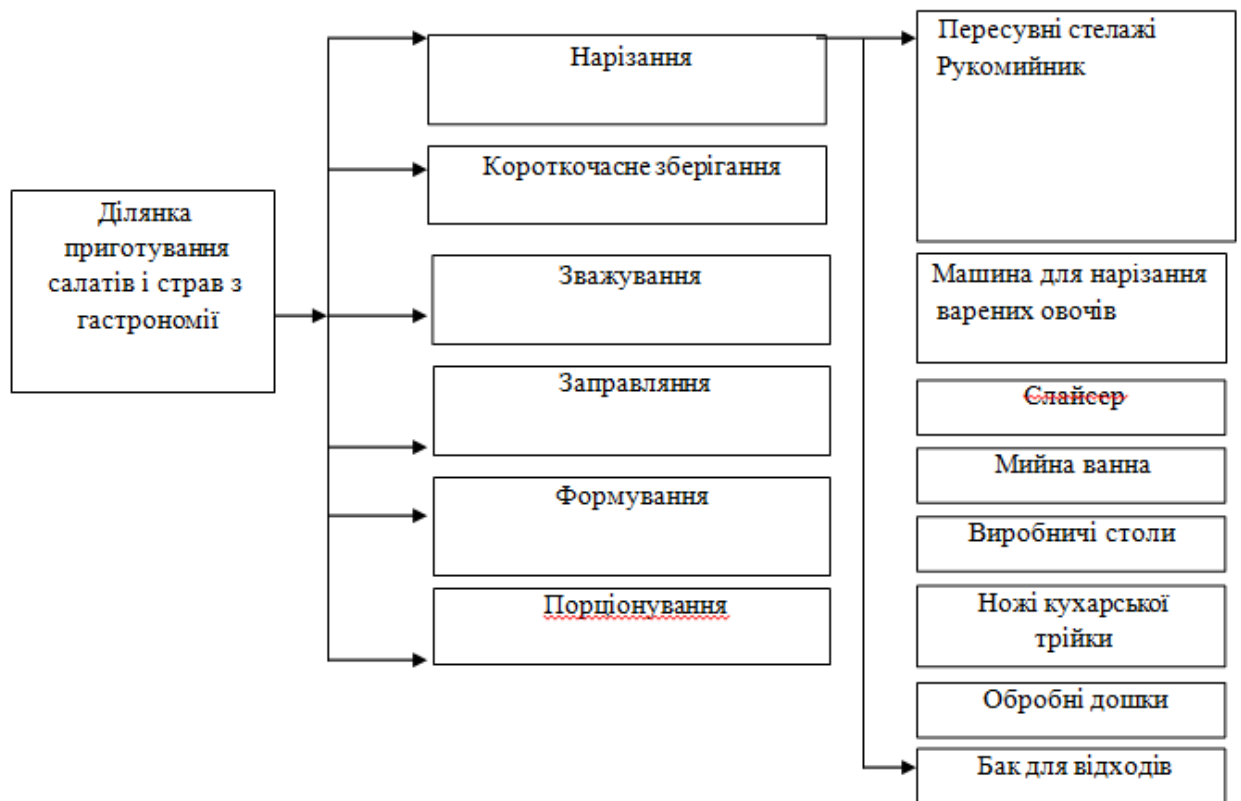 Ділянка
приготування
салатів і страв з
гастрономії
Нарізання
Короткочасне зберігання
Зважування
Заправляння
Формування
Порціонування
Пересувні стелажі
Рукомийник
Машина для нарізання
варених овочів
Слайсер
Мийна ванна
Виробничі столи
Ножі кухарської
трійки
Обробні дошки
Бак для відходів